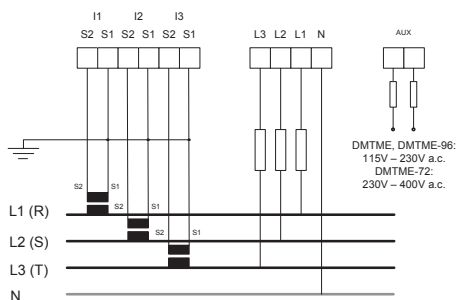 I1 I2 I3
S2 S1 S2 S1 S2 S1 L3 L2 L1 N AUX
DMTME, DMTME-96:
115V – 230V a.c.
DMTME-72:
230V – 400V a.c.
S2 S1
L1 (R)
S2 S1
L2 (S)
S2 S1
L3 (T)
N